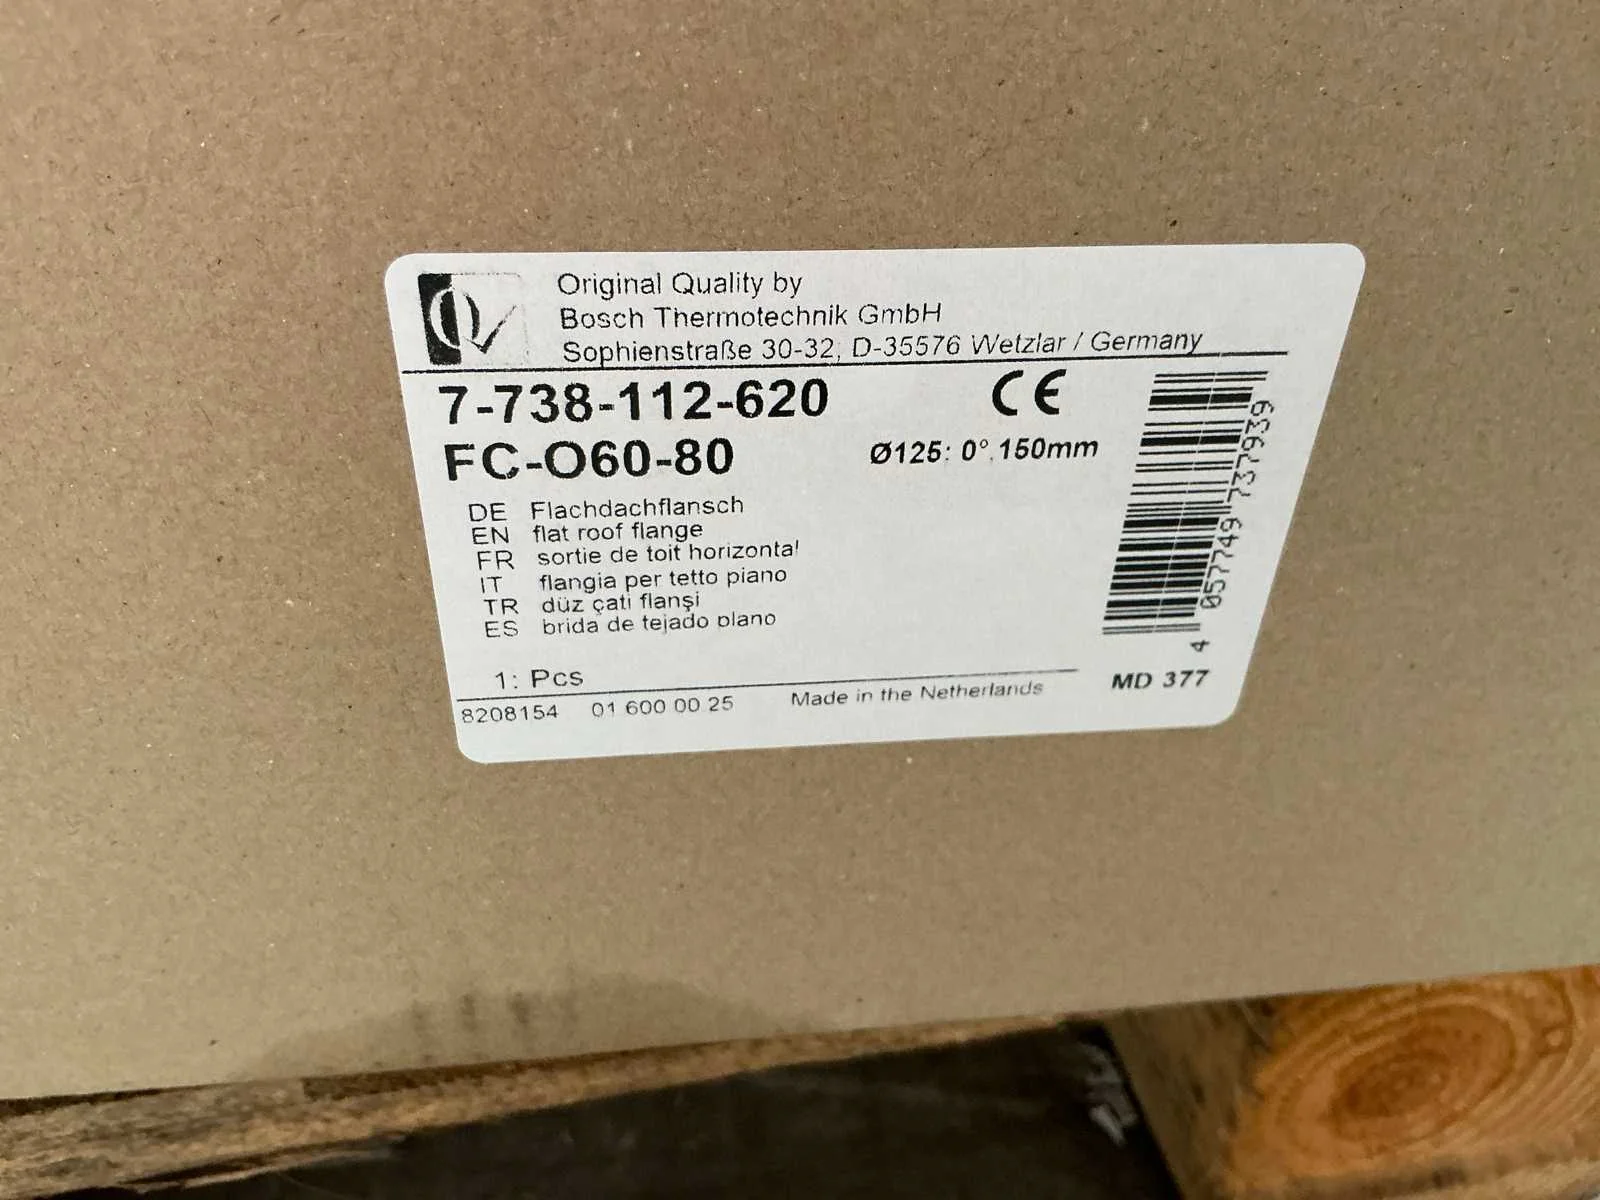 Original Quality by
Bosch Thermotechnik GmbH
Sophienstraße 30-32, D-35576 Wetzlar / Germany
7-738-112-620
CE
FC-O60-80
Ø125: 0°,150mm
DE Flachdachflansch
EN flat roof flange
FR sortie de toit horizontal
IT flangia per tetto piano
TR düz çatı flanşi
ES brida de tejado plano
1: Pcs
8208154 01 600 00 25 Made in the Netherlands
MD 377
4 057749 737939